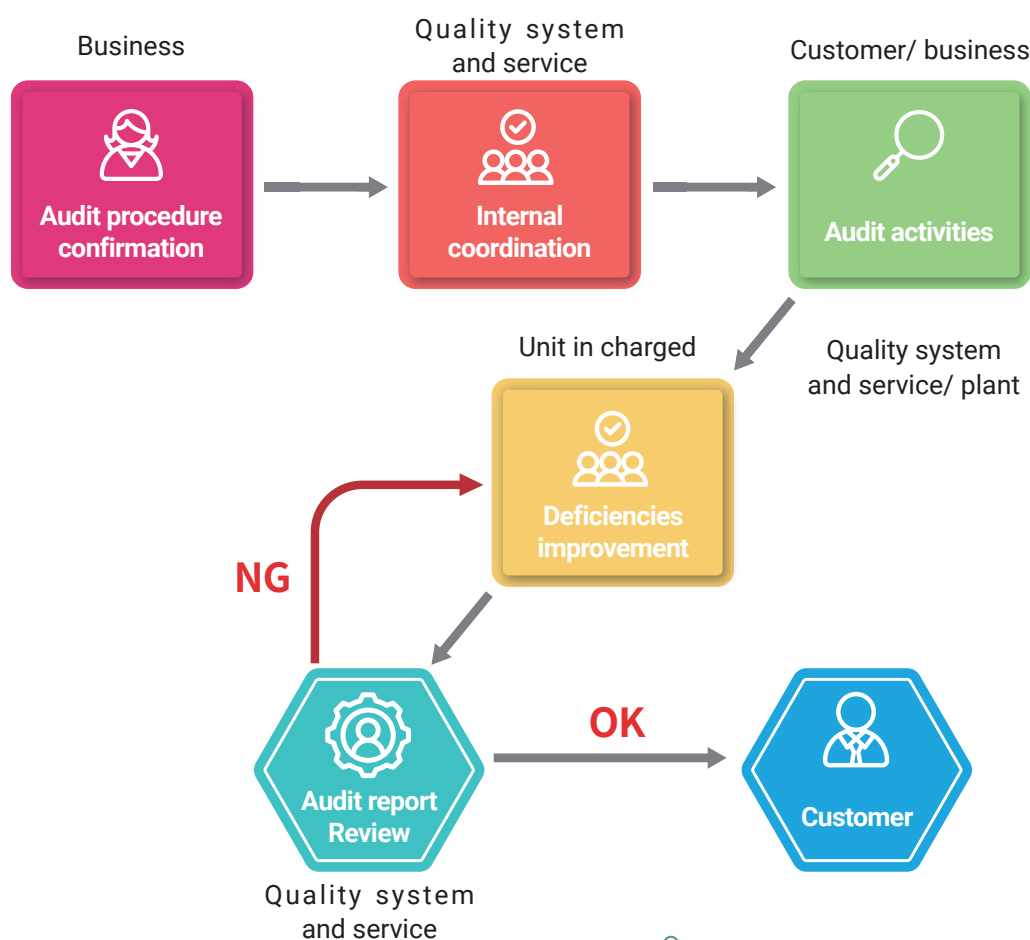 Business
Quality system
and service
Customer/ business
Audit procedure
confirmation
Internal
coordination
Audit activities
Unit in charged
Quality system
and service/ plant
Deficiencies
improvement
NG
OK
Audit report
Review
Customer
Quality system
and service